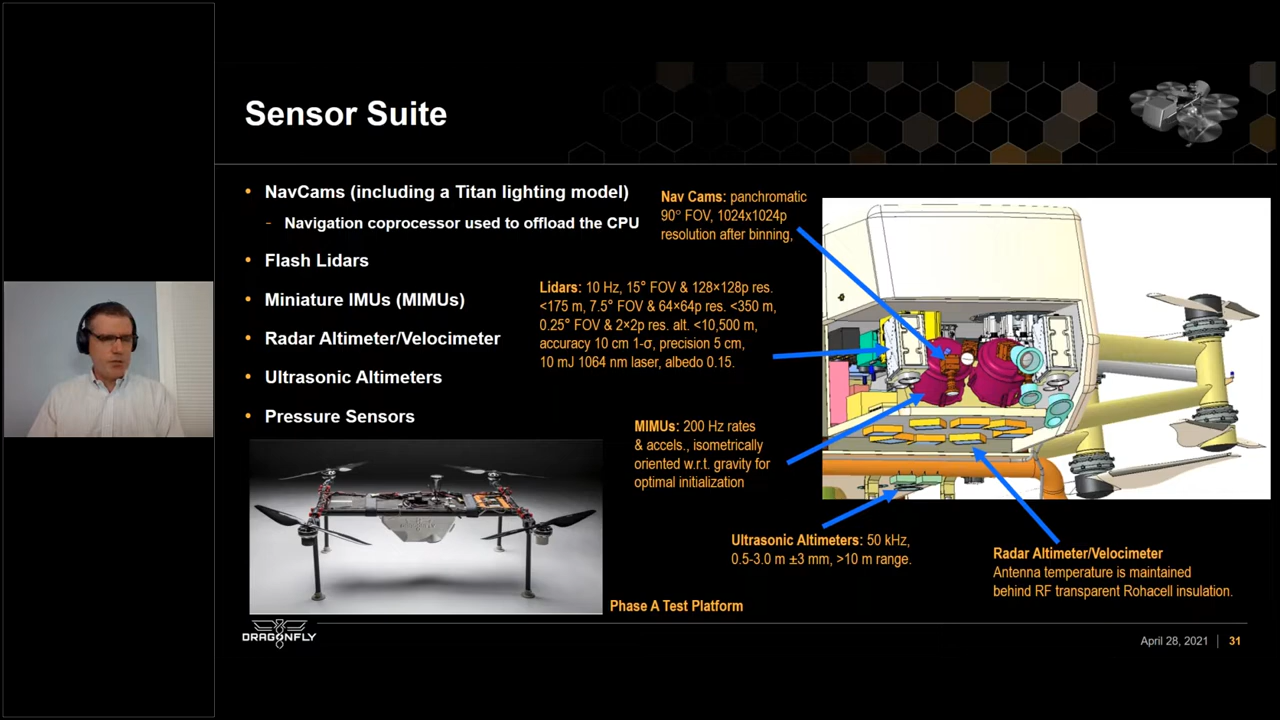 Sensor Suite
• NavCams (including a Titan lighting model)
- Navigation coprocessor used to offload the CPU
• Flash Lidars
• Miniature IMUs (MIMUs)
• Radar Altimeter/Velocimeter
• Ultrasonic Altimeters
• Pressure Sensors
Nav Cams: panchromatic
90° FOV, 1024x1024p
resolution after binning,
Lidars: 10 Hz, 15° FOV & 128×128p res.
<175 m, 7.5° FOV & 64×64p res. <350 m,
0.25° FOV & 2×2p res. alt. <10,500 m,
accuracy 10 cm 1-σ, precision 5 cm,
10 mJ 1064 nm laser, albedo 0.15.
MIMUs: 200 Hz rates
& accels., isometrically
oriented w.r.t. gravity for
optimal initialization
Ultrasonic Altimeters: 50 kHz,
0.5-3.0 m ±3 mm, >10 m range.
Radar Altimeter/Velocimeter
Antenna temperature is maintained
behind RF transparent Rohacell insulation.
Phase A Test Platform
DRAGONFLY
April 28, 2021 | 31